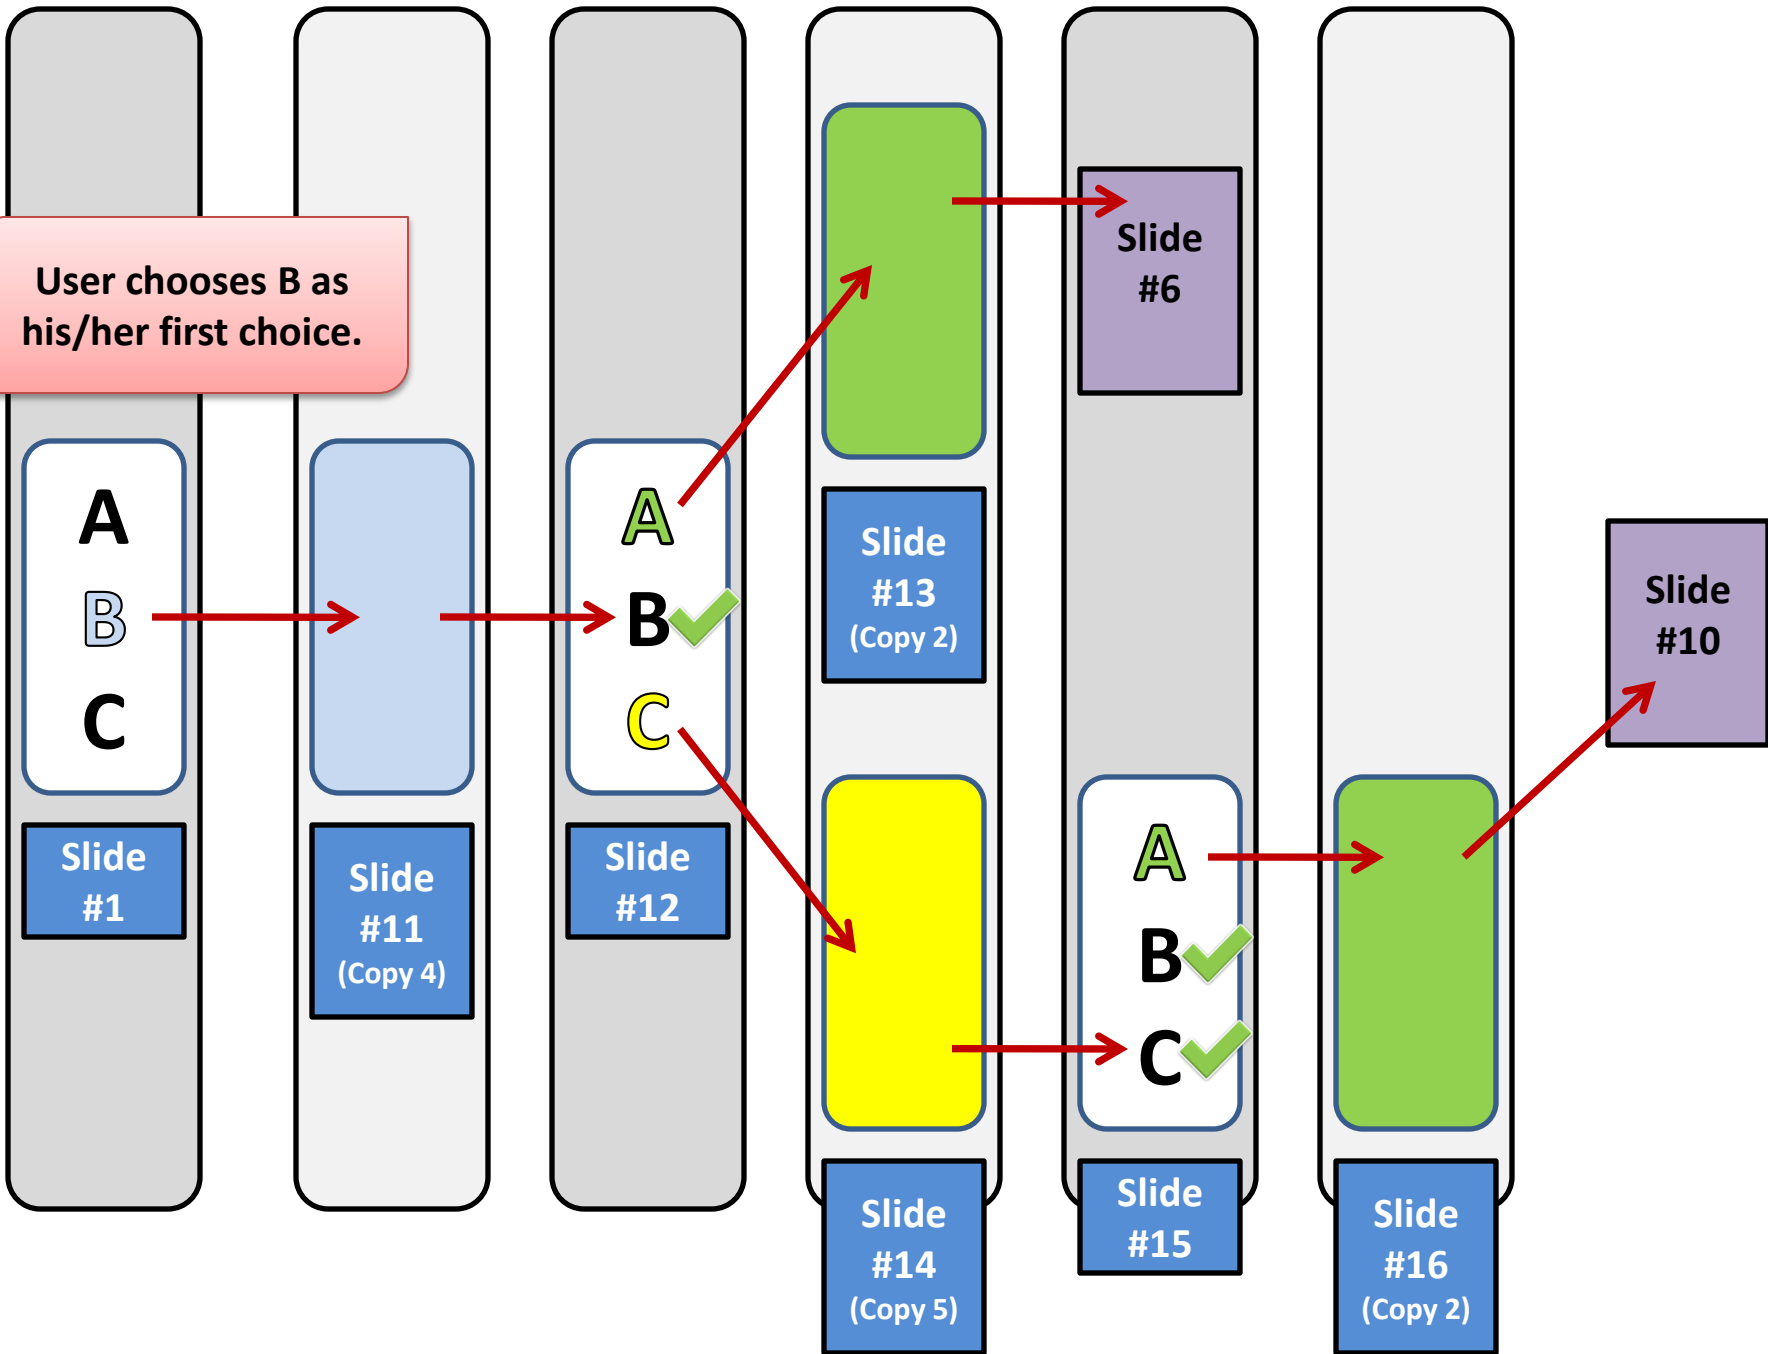 User chooses B as
his/her first choice.
A
B
C
Slide
#1
Slide
#11
(Copy 4)
A
B
C
Slide
#12
Slide
#13
(Copy 2)
Slide
#14
(Copy 5)
Slide
#6
A
B
C
Slide
#15
Slide
#16
(Copy 2)
Slide
#10